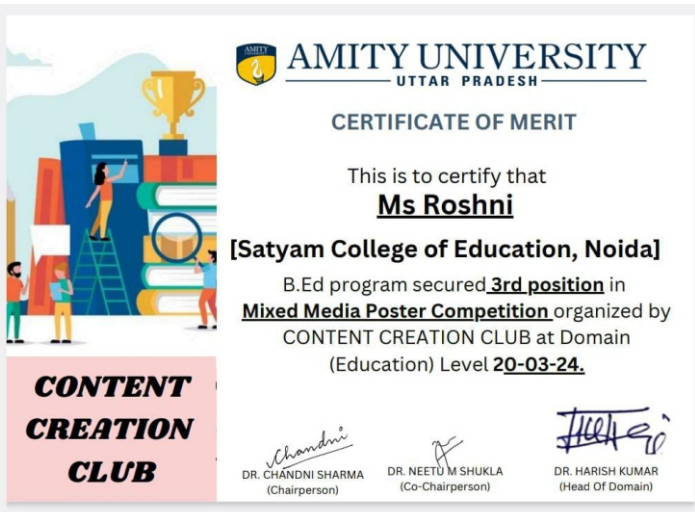 AMITY
AMITY UNIVERSITY
UTTAR PRADESH
CERTIFICATE OF MERIT
This is to certify that
Ms Roshni
[Satyam College of Education, Noida]
B.Ed program secured 3rd position in
Mixed Media Poster Competition organized by
CONTENT CREATION CLUB at Domain
(Education) Level 20-03-24.
CONTENT
CREATION
CLUB
Chandni
DR. CHANDNI SHARMA
(Chairperson)
DR. NEETU M SHUKLA
(Co-Chairperson)
DR. HARISH KUMAR
(Head Of Domain)